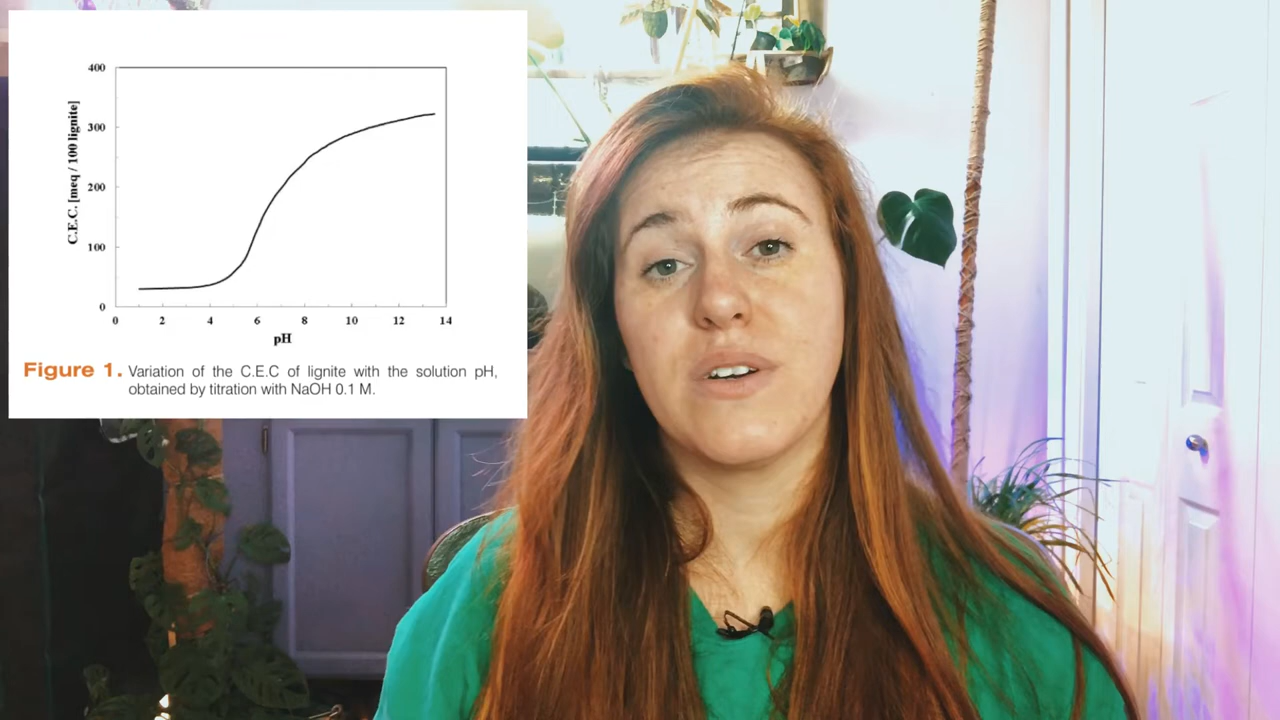 400
300
200
100
0
C.E.C. [meq / 100 lignite]
0 2 4 6 8 10 12 14
pH
Figure 1. Variation of the C.E.C of lignite with the solution pH,
obtained by titration with NaOH 0.1 M.